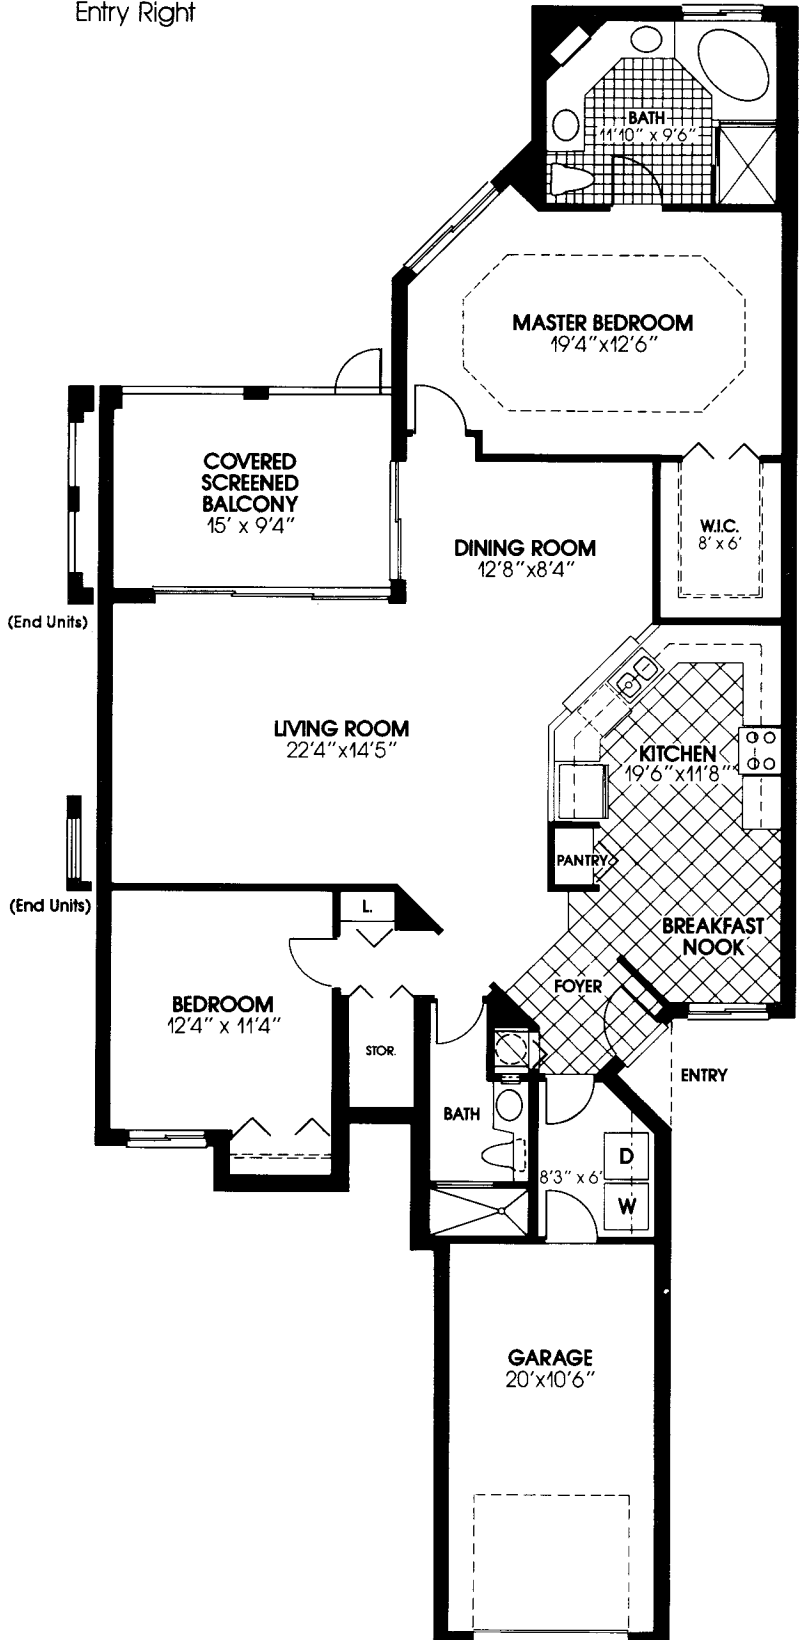 Entry Right
BATH
11'10" x 9'6"
MASTER BEDROOM
19'4"x12'6"
COVERED
SCREENED
BALCONY
15' x 9'4"
W.I.C.
8' x 6'
DINING ROOM
12'8"x8'4"
(End Units)
LIVING ROOM
22'4"x14'5"
KITCHEN
19'6"x11'8"
PANTRY
(End Units)
L.
BREAKFAST
NOOK
FOYER
BEDROOM
12'4" x 11'4"
STOR.
ENTRY
BATH
D
8'3" x 6'
W
GARAGE
20'x10'6"